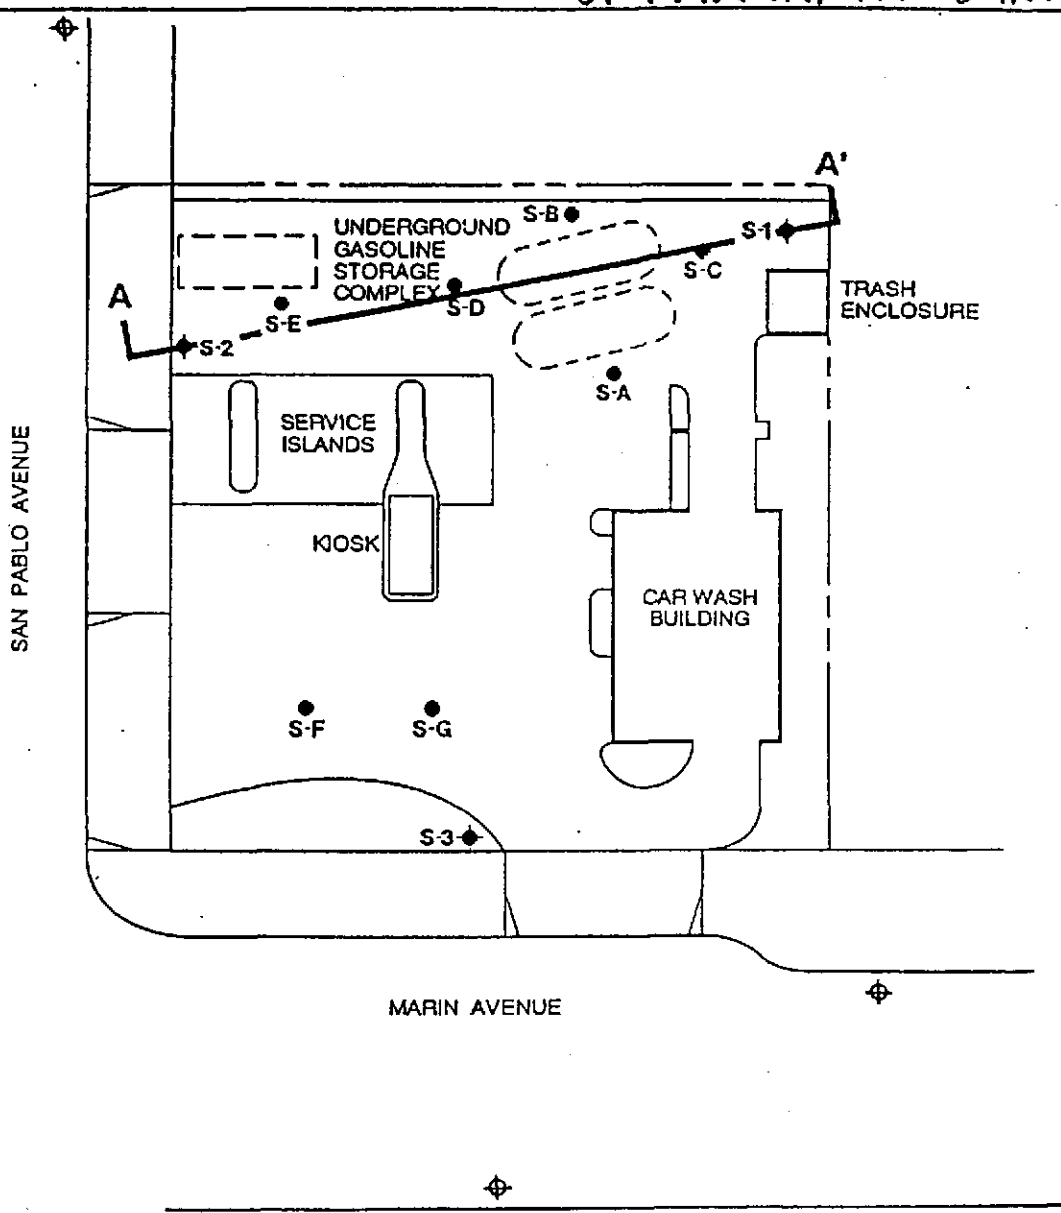 A'
S-B
S-1
UNDERGROUND
GASOLINE
STORAGE
COMPLEX
S-C
TRASH
ENCLOSURE
A
S-D
S-E
S-2
S-A
SERVICE
ISLANDS
SAN PABLO AVENUE
KIOSK
CAR WASH
BUILDING
S-F
S-G
S-3
MARIN AVENUE